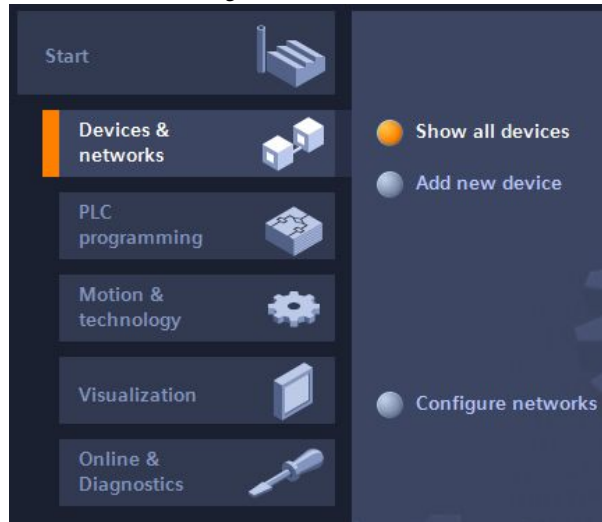 Start
Devices &
networks
Show all devices
Add new device
PLC
programming
Motion &
technology
Visualization
Configure networks
Online &
Diagnostics